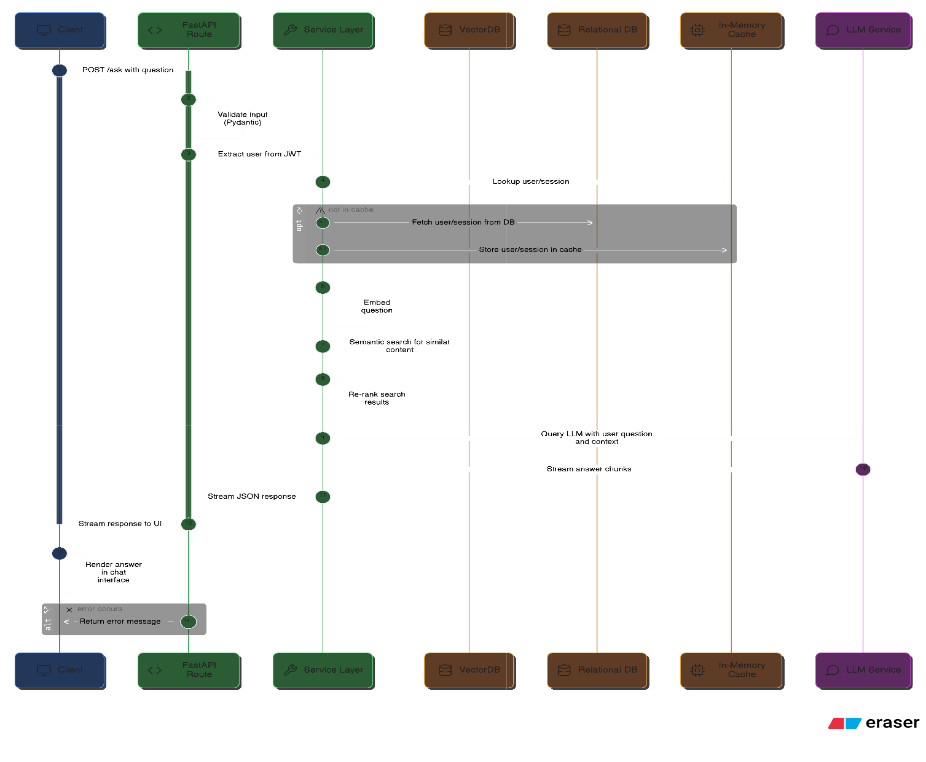 Client
FastAPI
Route
Service Layer
VectorDB
Relational DB
In-Memory
Cache
LLM Service
POST /ask with question
Validate input
(Pydantic)
Extract user from JWT
Lookup user/session
opt
not in cache
Fetch user/session from DB
Store user/session in cache
Embed
question
Semantic search for similar
content
Re-rank search
results
Query LLM with user question
and context
Stream answer chunks
Stream JSON response
Stream response to UI
Render answer
in chat
interface
alt
error occurs
Return error message
Client
FastAPI
Route
Service Layer
VectorDB
Relational DB
In-Memory
Cache
LLM Service
eraser